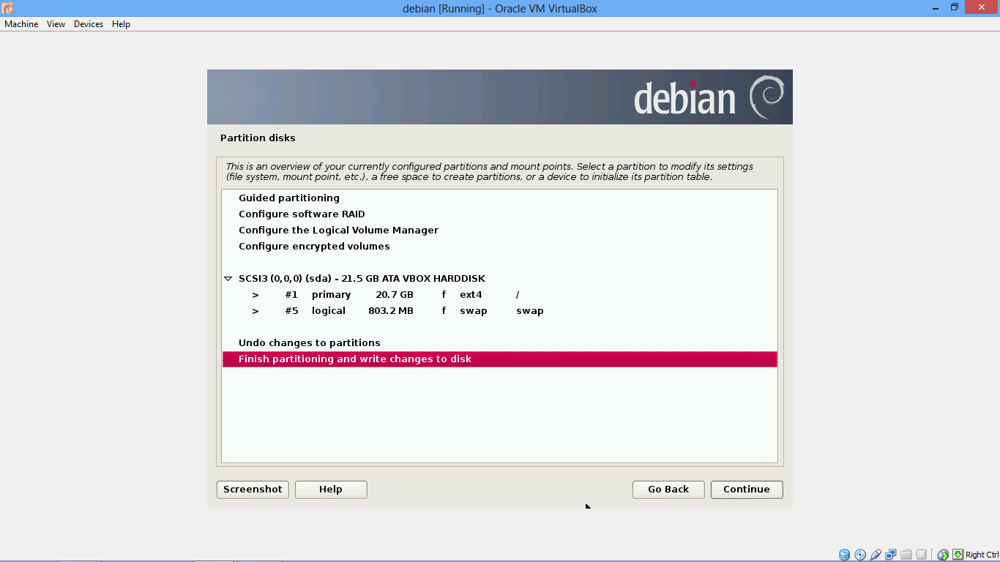 debian [Running] - Oracle VM VirtualBox
Machine View Devices Help
debian
Partition disks
This is an overview of your currently configured partitions and mount points. Select a partition to modify its settings
(file system, mount point, etc.), a free space to create partitions, or a device to initialize its partition table.
Guided partitioning
Configure software RAID
Configure the Logical Volume Manager
Configure encrypted volumes
SCSI3 (0,0,0) (sda) - 21.5 GB ATA VBOX HARDDISK
> #1 primary 20.7 GB f ext4 /
> #5 logical 803.2 MB f swap swap
Undo changes to partitions
Finish partitioning and write changes to disk
Screenshot Help Go Back Continue
Right Ctrl